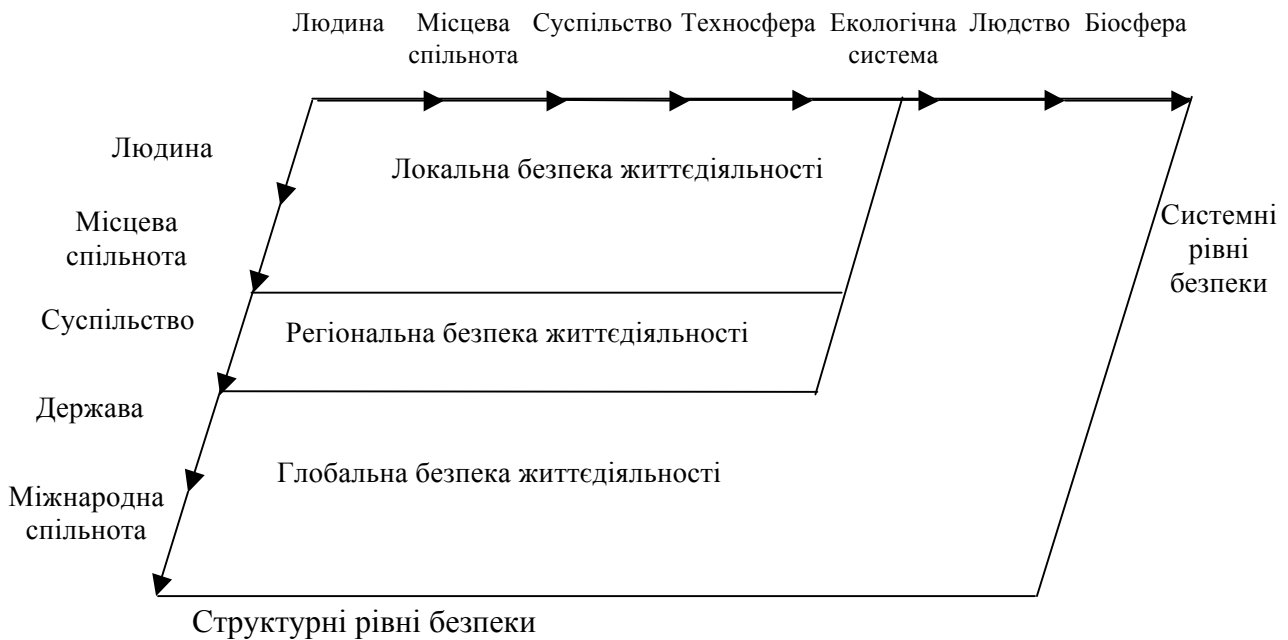 Людина Місцева Суспільство Техносфера Екологічна Людство Біосфера
спільнота система
Людина
Локальна безпека життєдіяльності
Місцева
спільнота
Системні
рівні
безпеки
Суспільство
Регіональна безпека життєдіяльності
Держава
Глобальна безпека життєдіяльності
Міжнародна
спільнота
Структурні рівні безпеки